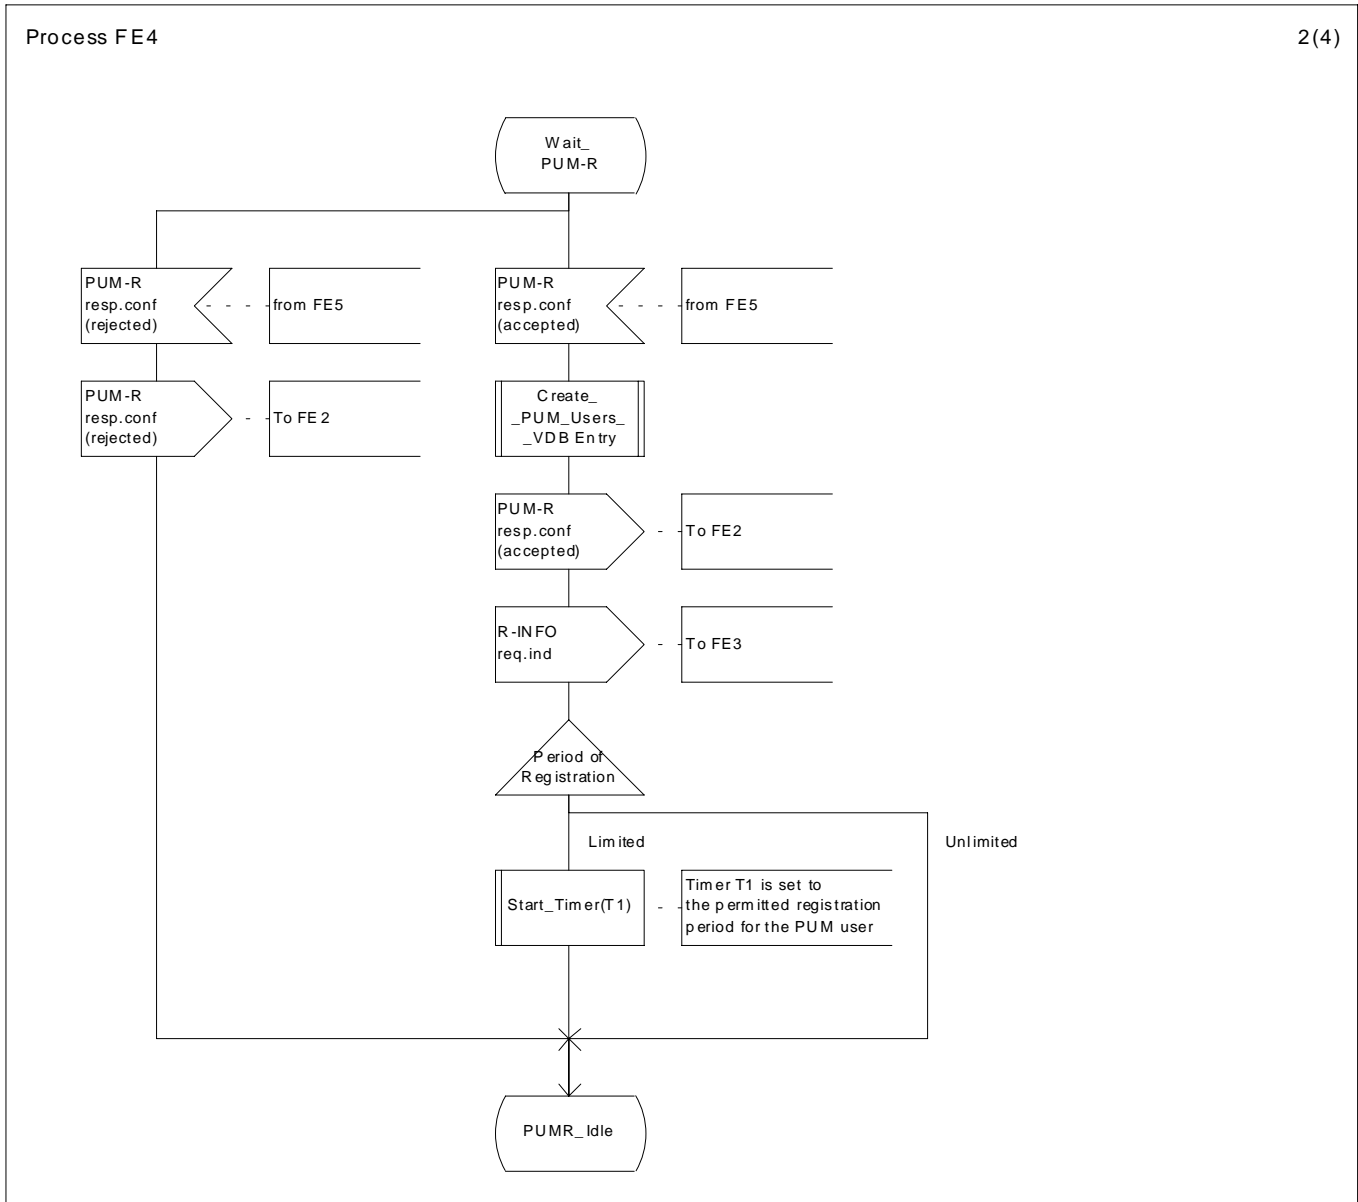 Process FE4
2(4)
Wait_
PUM-R
PUM-R
resp.conf
(rejected)
from FE5
PUM-R
resp.conf
(accepted)
from FE5
PUM-R
resp.conf
(rejected)
To FE2
Create_
_PUM_Users_
_VDB Entry
PUM-R
resp.conf
(accepted)
To FE2
R-INFO
req.ind
To FE3
Period of
Registration
Limited
Unlimited
Start_Timer(T1)
Timer T1 is set to
the permitted registration
period for the PUM user
PUMR_Idle